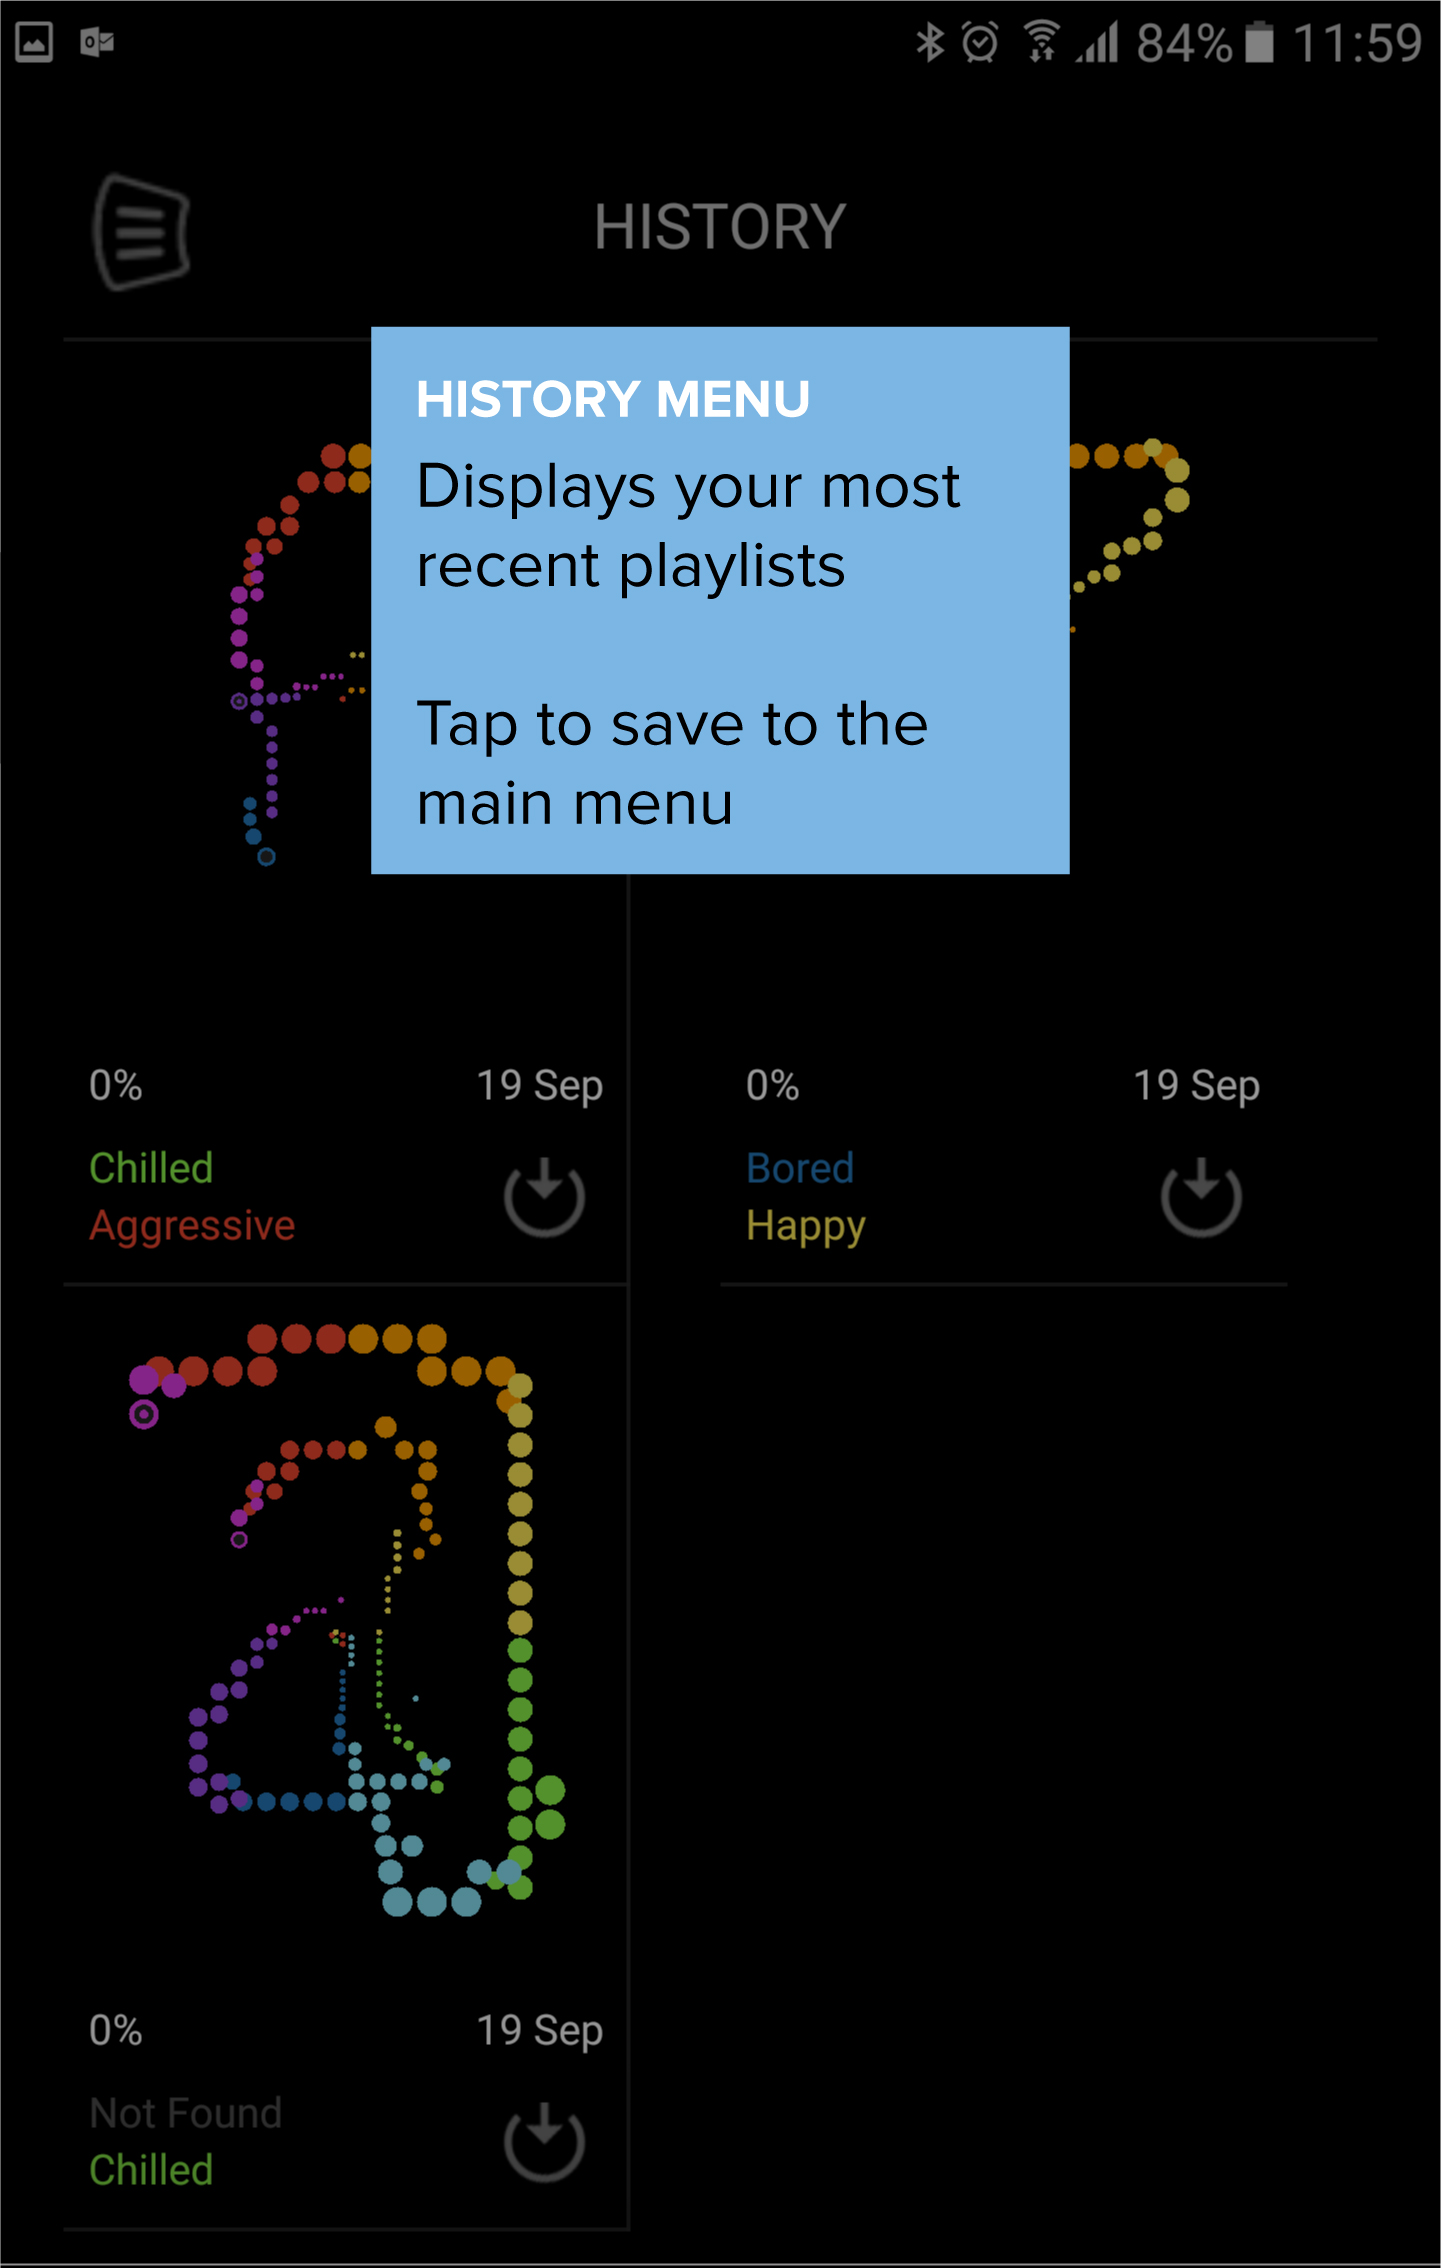 84% 11:59
HISTORY
HISTORY MENU
Displays your most
recent playlists
Tap to save to the
main menu
0% 19 Sep
Chilled
Aggressive
0% 19 Sep
Bored
Happy
0% 19 Sep
Not Found
Chilled